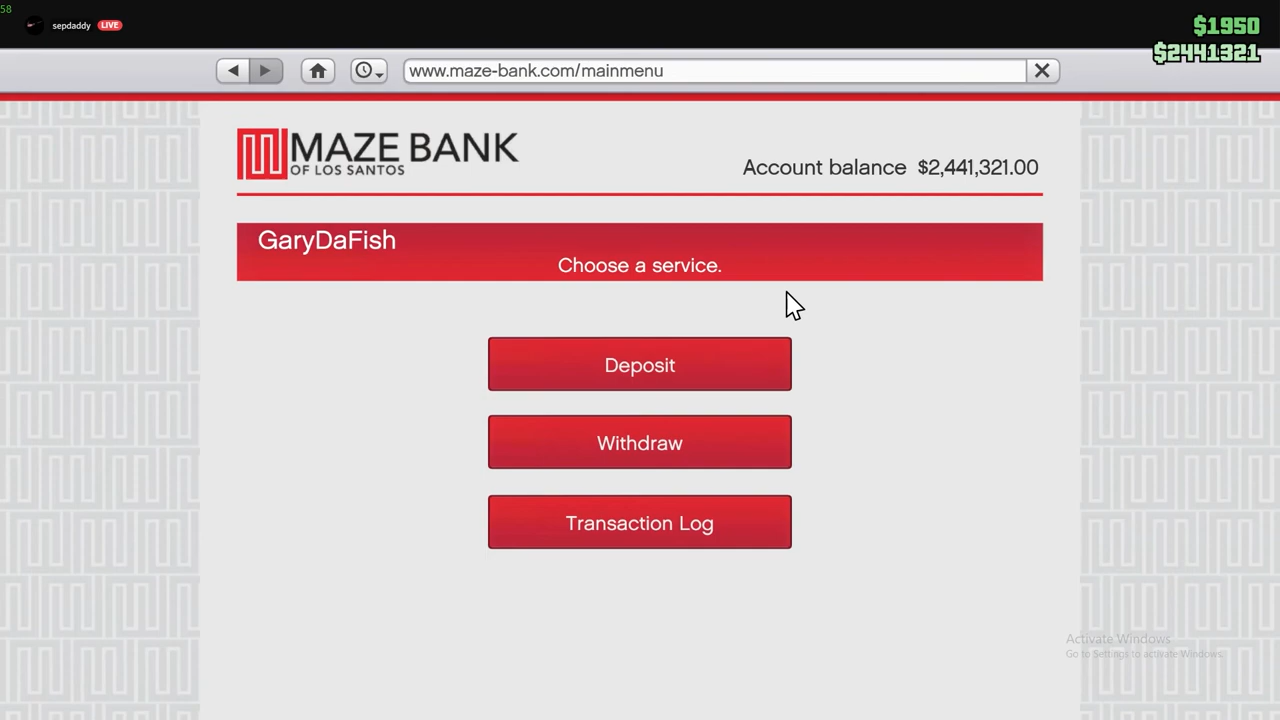 58
sepdaddy LIVE
$1950
$2441321
www.maze-bank.com/mainmenu
MAZE BANK
OF LOS SANTOS
Account balance $2,441,321.00
GaryDaFish
Choose a service.
Deposit
Withdraw
Transaction Log
Activate Windows
Go to Settings to activate Windows.